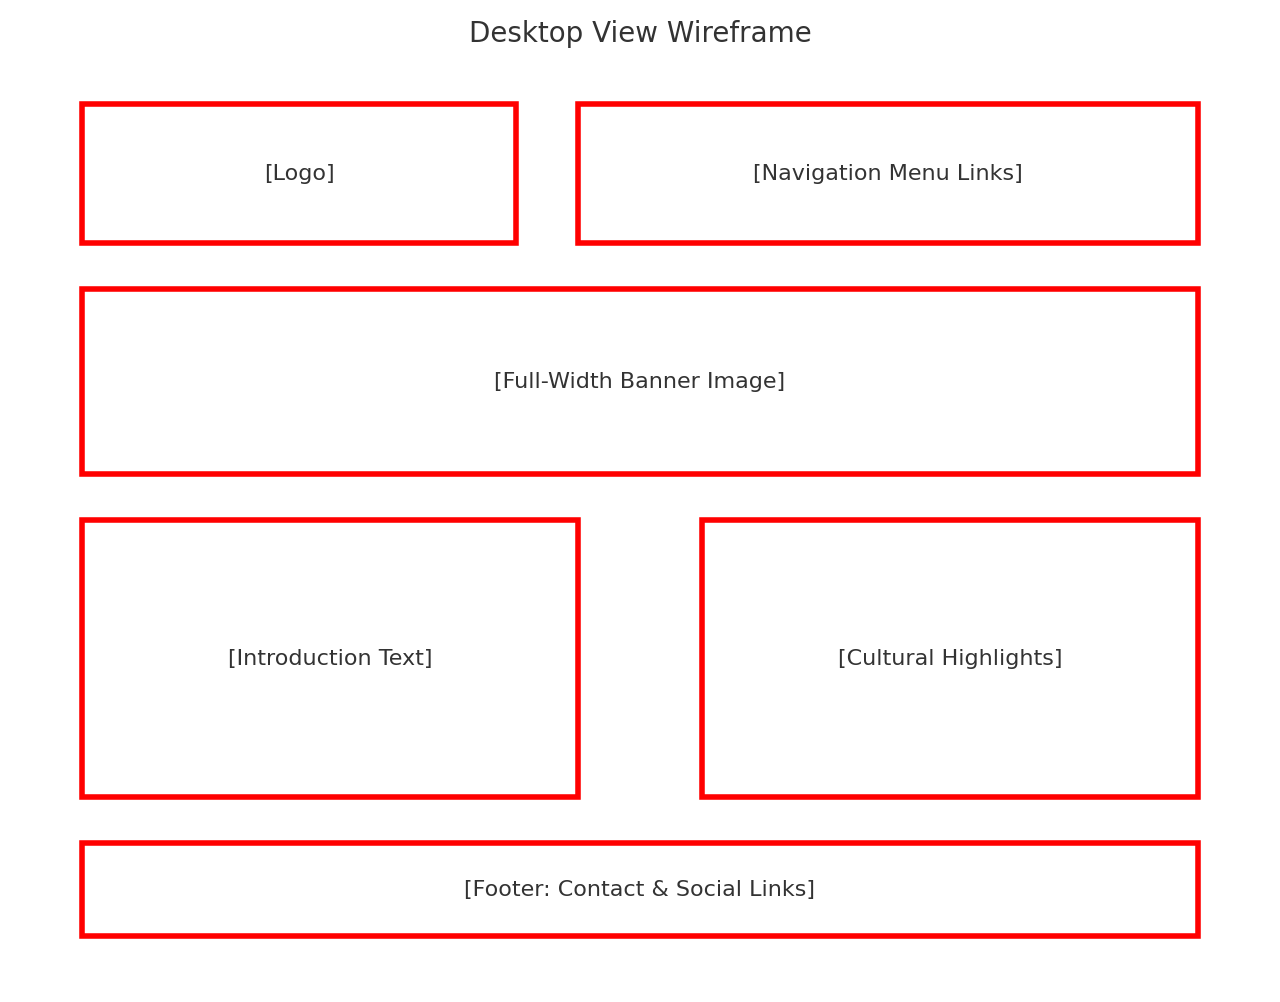 Desktop View Wireframe
[Logo]
[Navigation Menu Links]
[Full-Width Banner Image]
[Introduction Text]
[Cultural Highlights]
[Footer: Contact & Social Links]